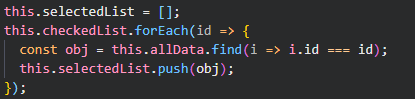 this.selectedList = [];
this.checkedList.forEach(id => {
  const obj = this.allData.find(i => i.id === id);
  this.selectedList.push(obj);
});